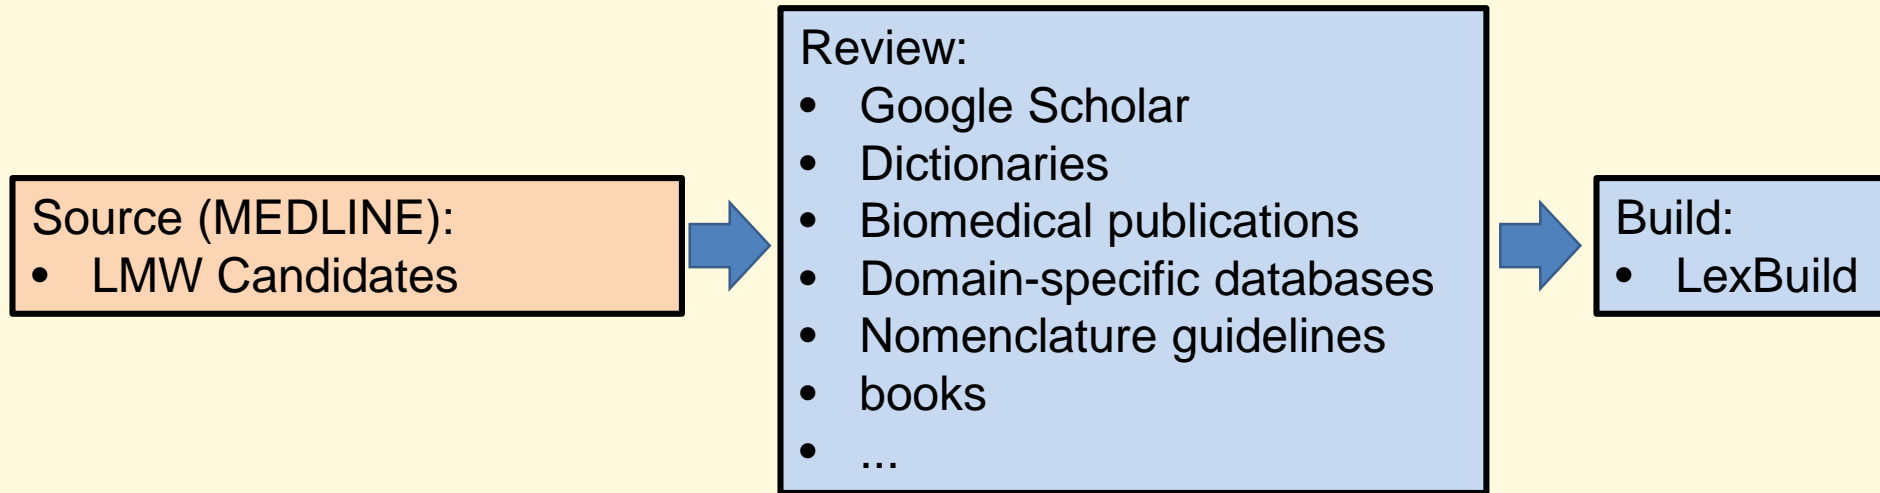 Source (MEDLINE):
• LMW Candidates
Review:
• Google Scholar
• Dictionaries
• Biomedical publications
• Domain-specific databases
• Nomenclature guidelines
• books
• ...
Build:
• LexBuild